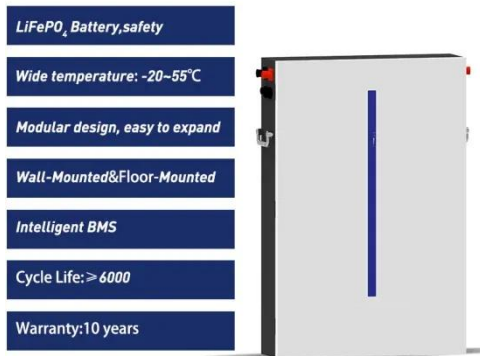 LiFePO₄ Battery,safety
Wide temperature: -20~55℃
Modular design, easy to expand
Wall-Mounted&Floor-Mounted
Intelligent BMS
Cycle Life:≥6000
Warranty:10 years